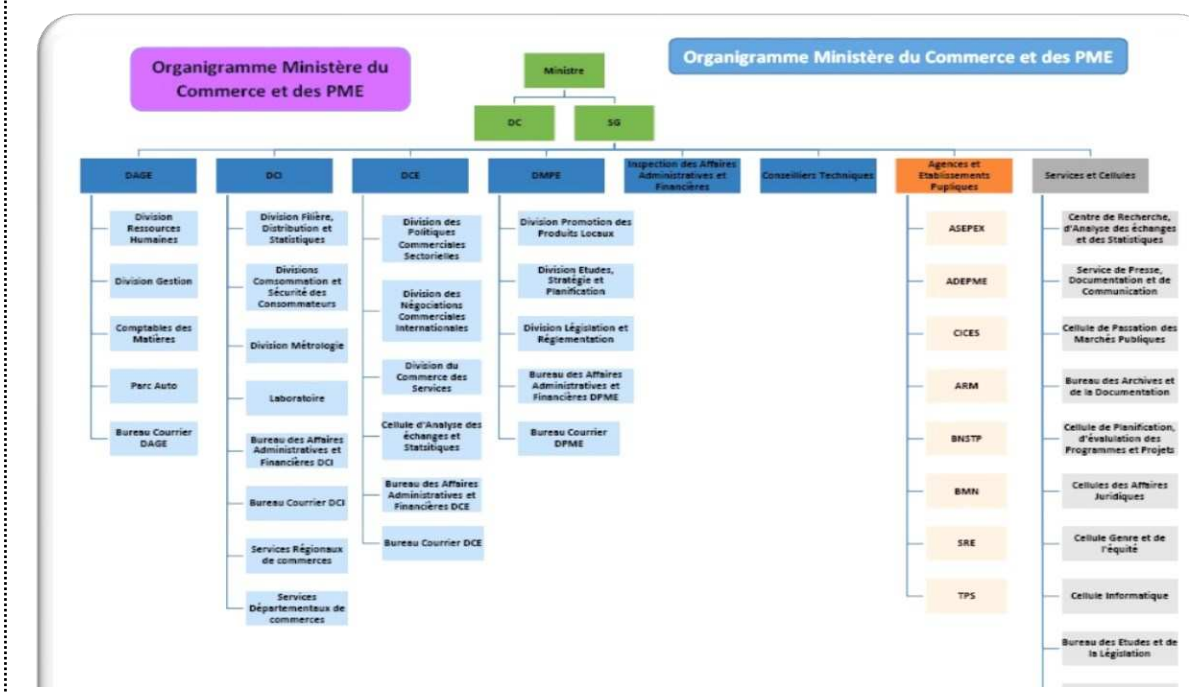 Organigramme Ministère du
Commerce et des PME
Organigramme Ministère du Commerce et des PME
Ministre
DC
SG
DAGE
DCI
DCE
DMPE
Inspection des Affaires
Administratives et
Financières
Conseilliers Techniques
Agences et
Etablissements
Pupliques
Services et Cellules
Division
Ressources
Humaines
Division Gestion
Comptables des
Matières
Parc Auto
Bureau Courrier
DAGE
Division Filière,
Distribution et
Statistiques
Divisions
Comsommation et
Sécurité des
Consommateurs
Division Métrologie
Laboratoire
Bureau des Affaires
Administratives et
Financières DCI
Bureau Courrier DCI
Services Régionaux
de commerces
Services
Départementaux de
commerces
Division des
Politiques
Commerciales
Sectorielles
Division des
Négociations
Commerciales
Internationales
Division du
Commerce des
Services
Cellule d'Analyse des
échanges et
Statsitiques
Bureau des Affaires
Administratives et
Financières DCE
Bureau Courrier DCE
Division Promotion des
Produits Locaux
Division Etudes,
Stratégie et
Planification
Division Législation et
Réglementation
Bureau des Affaires
Administratives et
Financières DPME
Bureau Courrier
DPME
ASEPEX
ADEPME
CICES
ARM
BNSTP
BMN
SRE
TPS
Centre de Recherche,
d'Analyse des échanges
et des Statistiques
Service de Presse,
Documentation et de
Communication
Cellule de Passation des
Marchés Publiques
Bureau des Archives et
de la Documentation
Cellule de Planification,
d'évalulation des
Programmes et Projets
Cellules des Affaires
Juridiques
Cellule Genre et de
l'équité
Cellule Informatique
Bureau des Etudes et de
la Législation